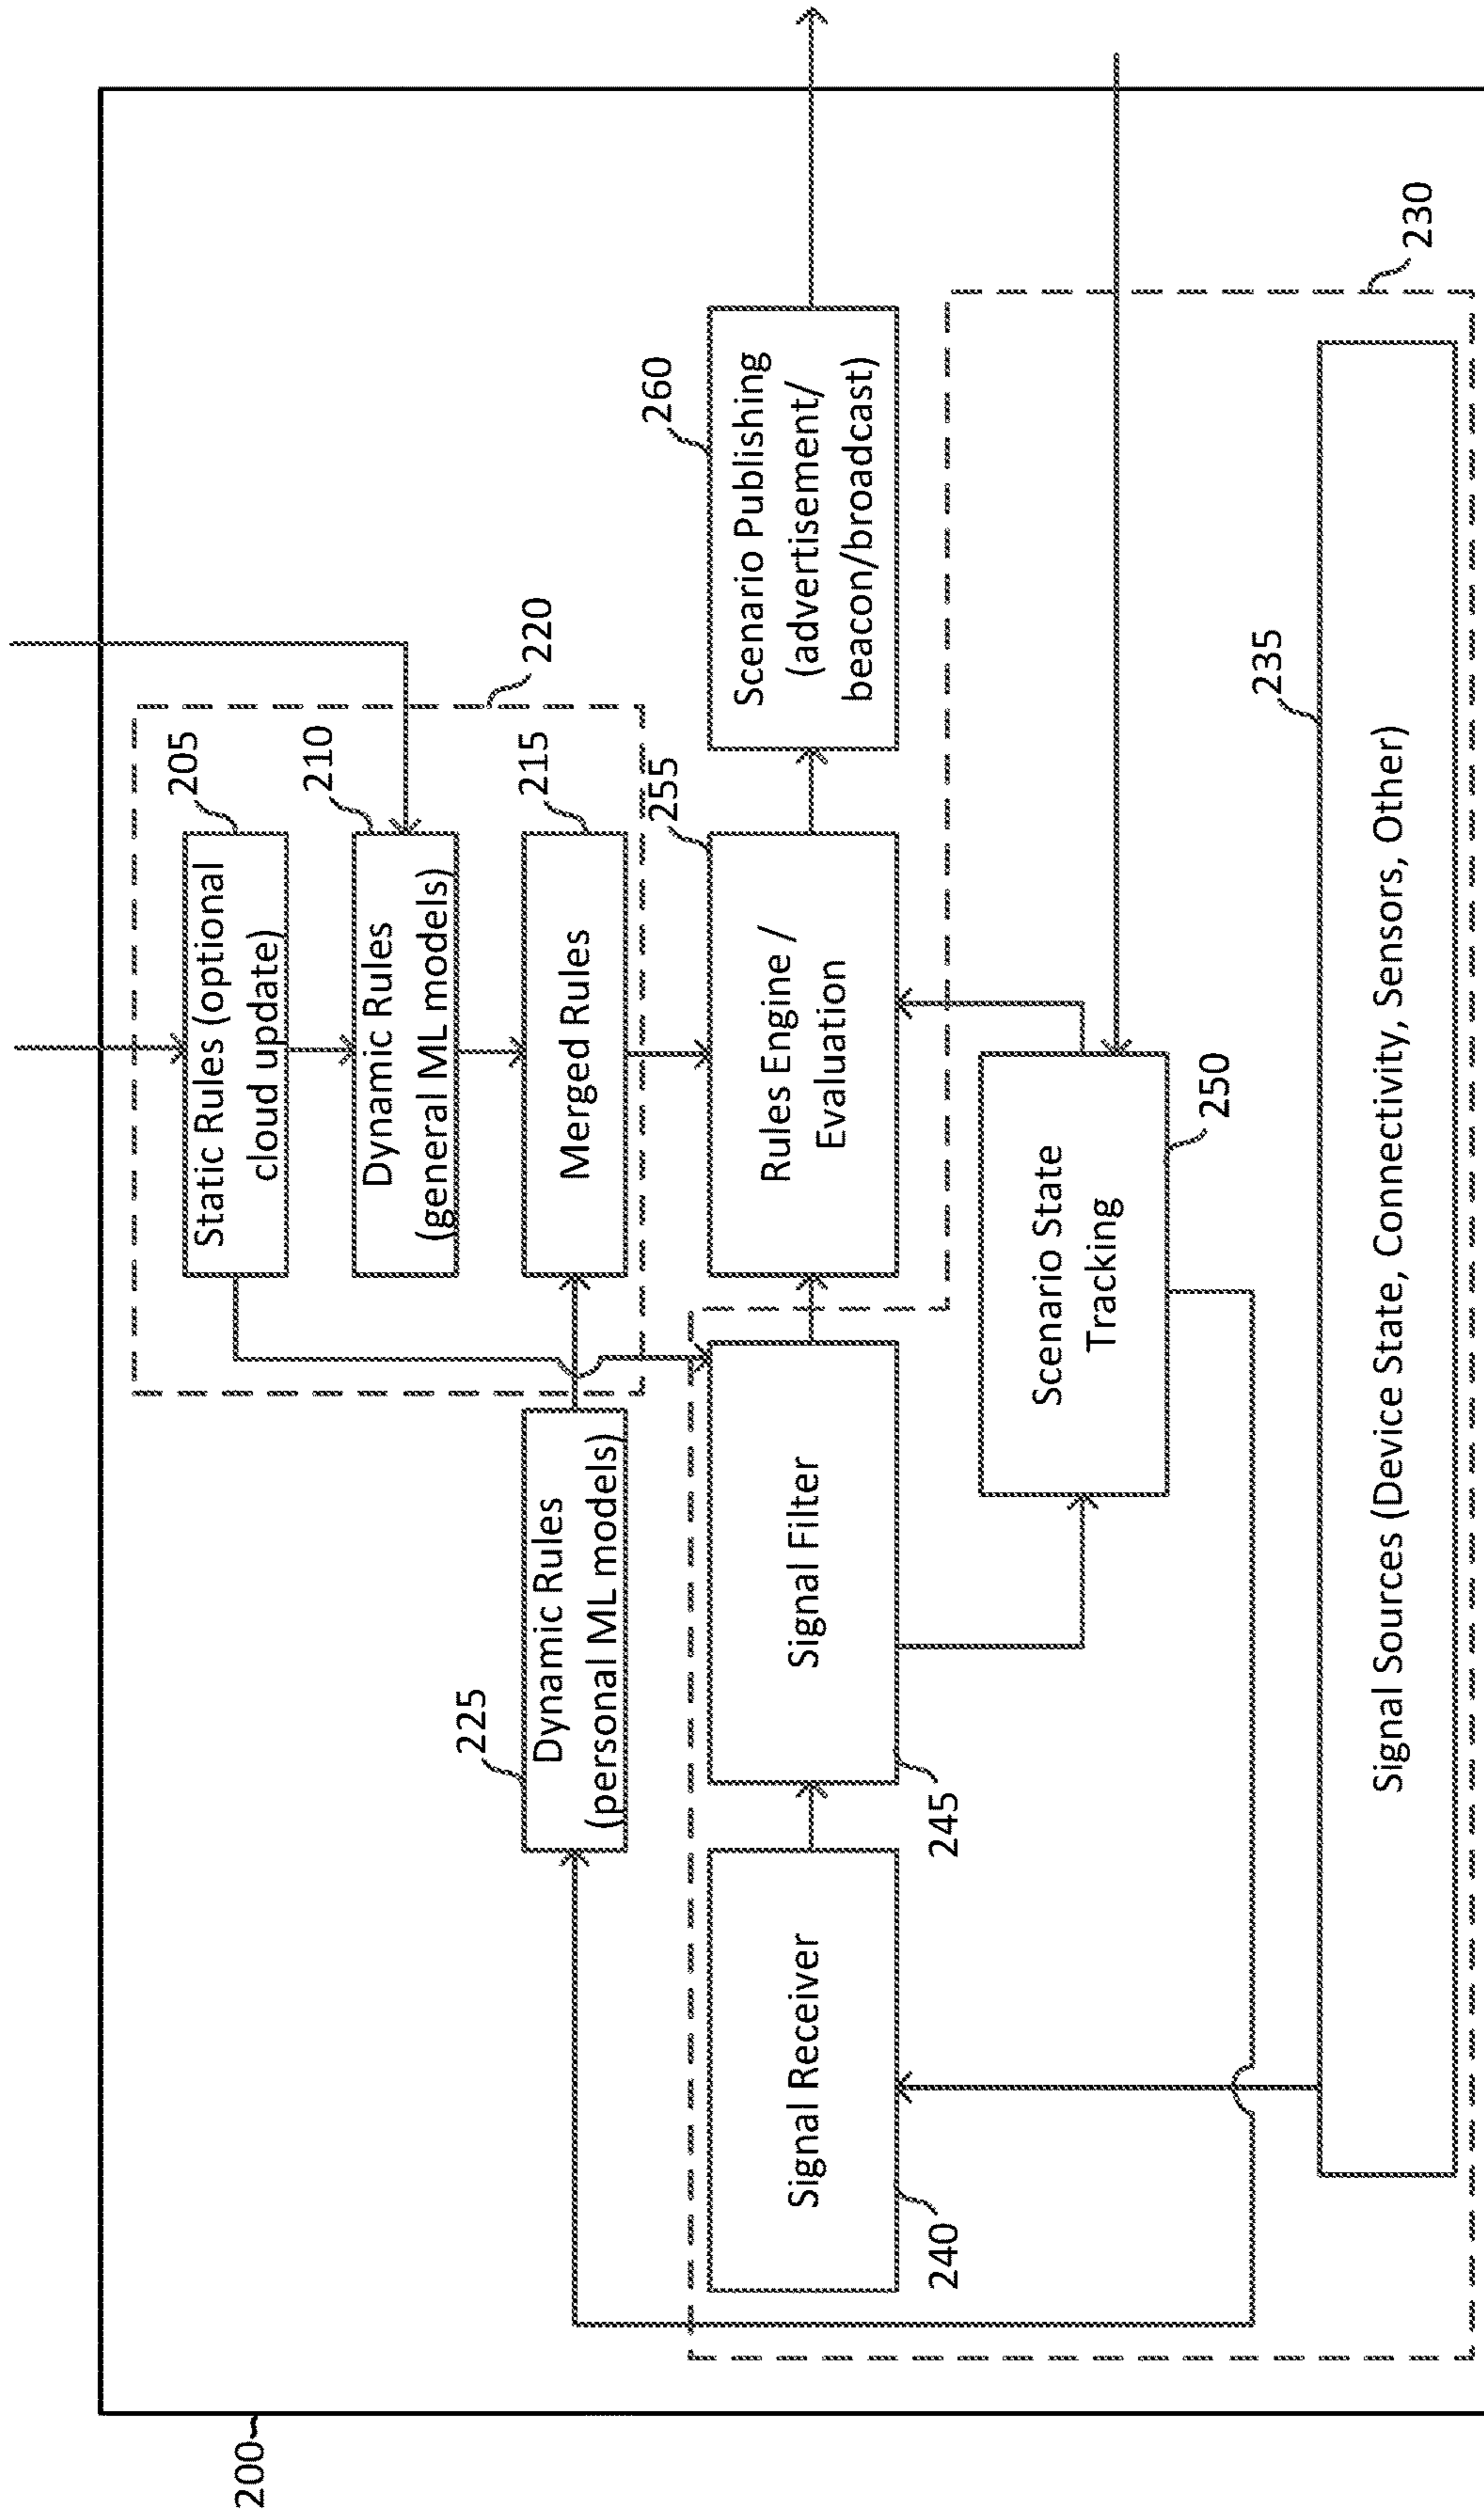 200
Static Rules (optional
cloud update)
205
Dynamic Rules
(general ML models)
210
220
225
Dynamic Rules
(personal ML models)
Merged Rules
215
Signal Receiver
240
Signal Filter
245
Rules Engine /
Evaluation
255
Scenario Publishing
(advertisement/
beacon/broadcast)
260
Scenario State
Tracking
250
235
Signal Sources (Device State, Connectivity, Sensors, Other)
230